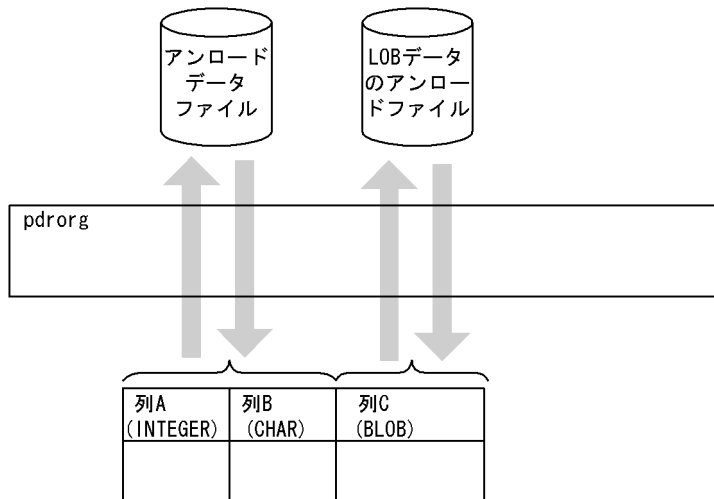 アンロード
データ
ファイル
LOBデータ
のアンロー
ドファイル
pdrorg
列A
(INTEGER)
列B
(CHAR)
列C
(BLOB)